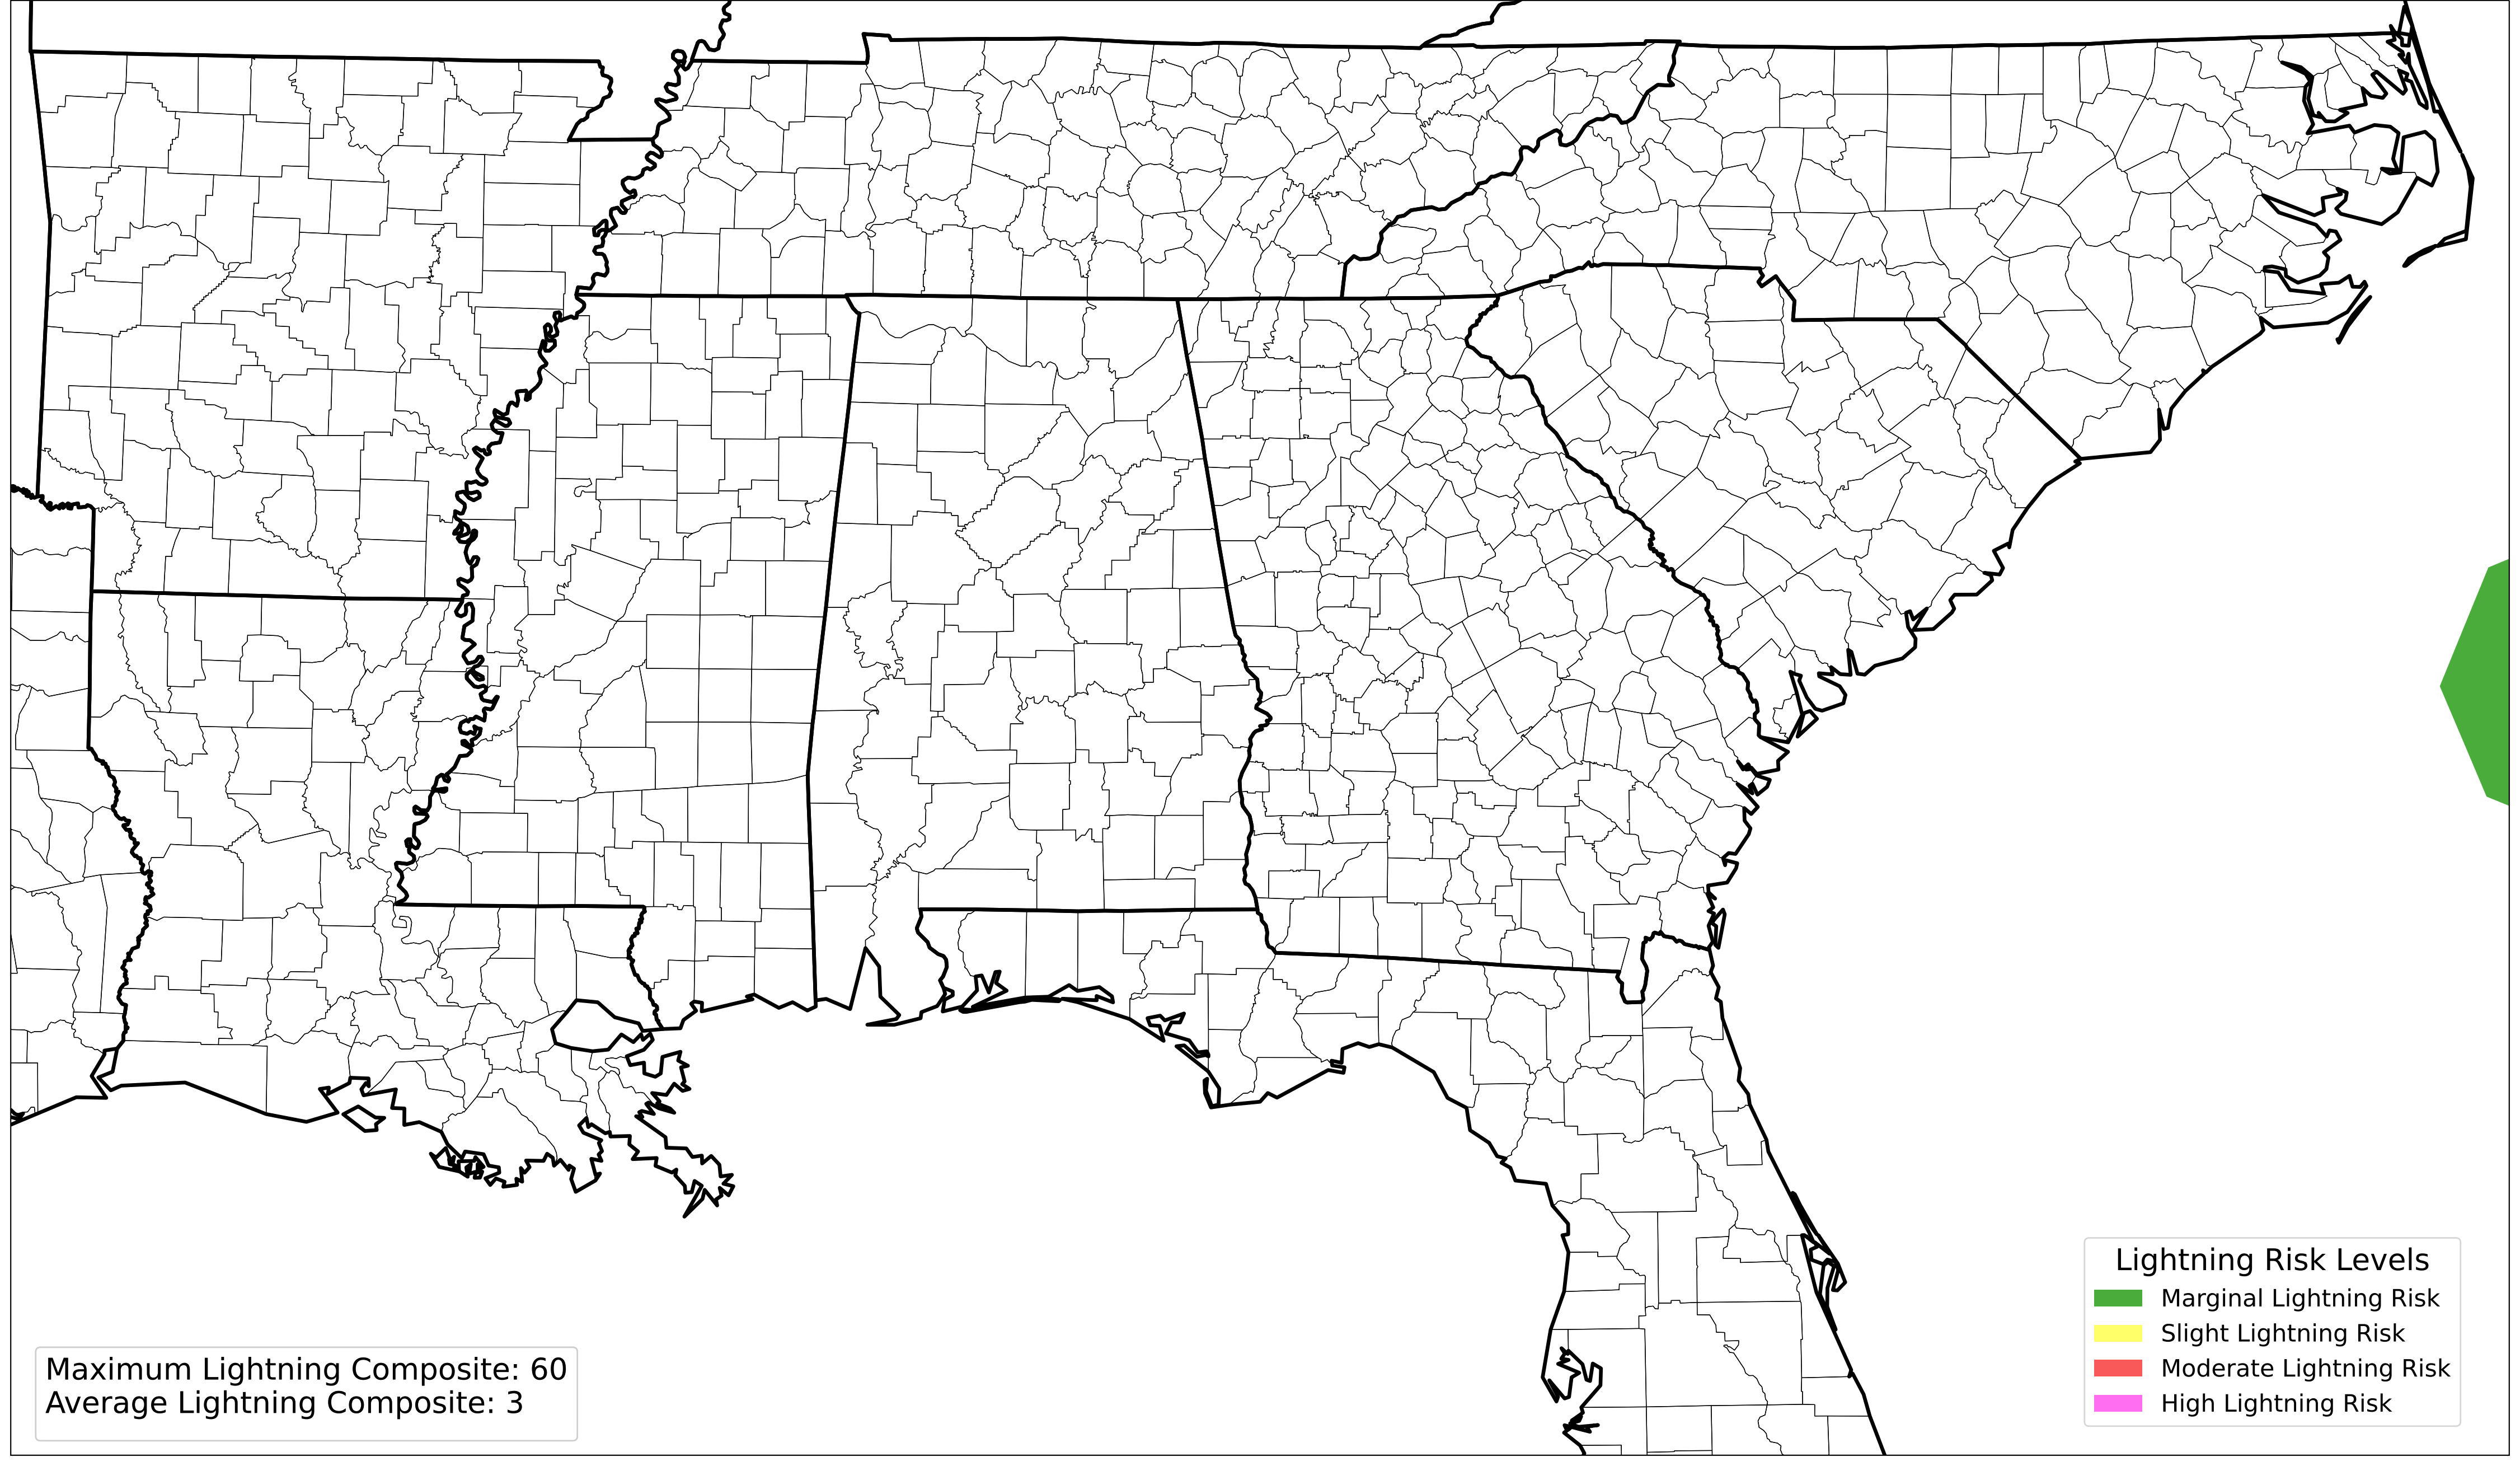 Lightning Risk Levels
Marginal Lightning Risk
Slight Lightning Risk
Moderate Lightning Risk
High Lightning Risk
Maximum Lightning Composite: 60
Average Lightning Composite: 3